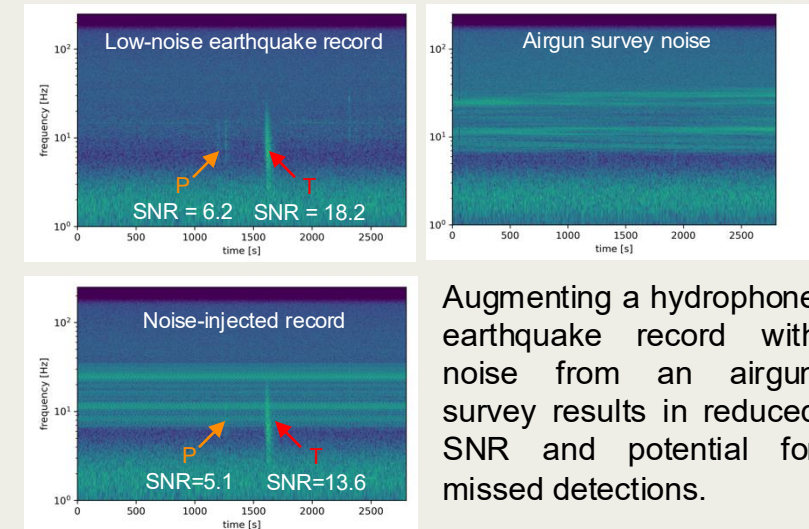 Low-noise earthquake record
10²
10¹
10⁰
frequency [Hz]
P
T
SNR = 6.2 SNR = 18.2
0 500 1000 1500 2000 2500
time [s]
Airgun survey noise
10²
10¹
10⁰
frequency [Hz]
0 500 1000 1500 2000 2500
time [s]
Noise-injected record
10²
10¹
10⁰
frequency [Hz]
P
T
SNR=5.1 SNR=13.6
0 500 1000 1500 2000 2500
time [s]
Augmenting a hydrophone
earthquake record with
noise from an airgun
survey results in reduced
SNR and potential for
missed detections.